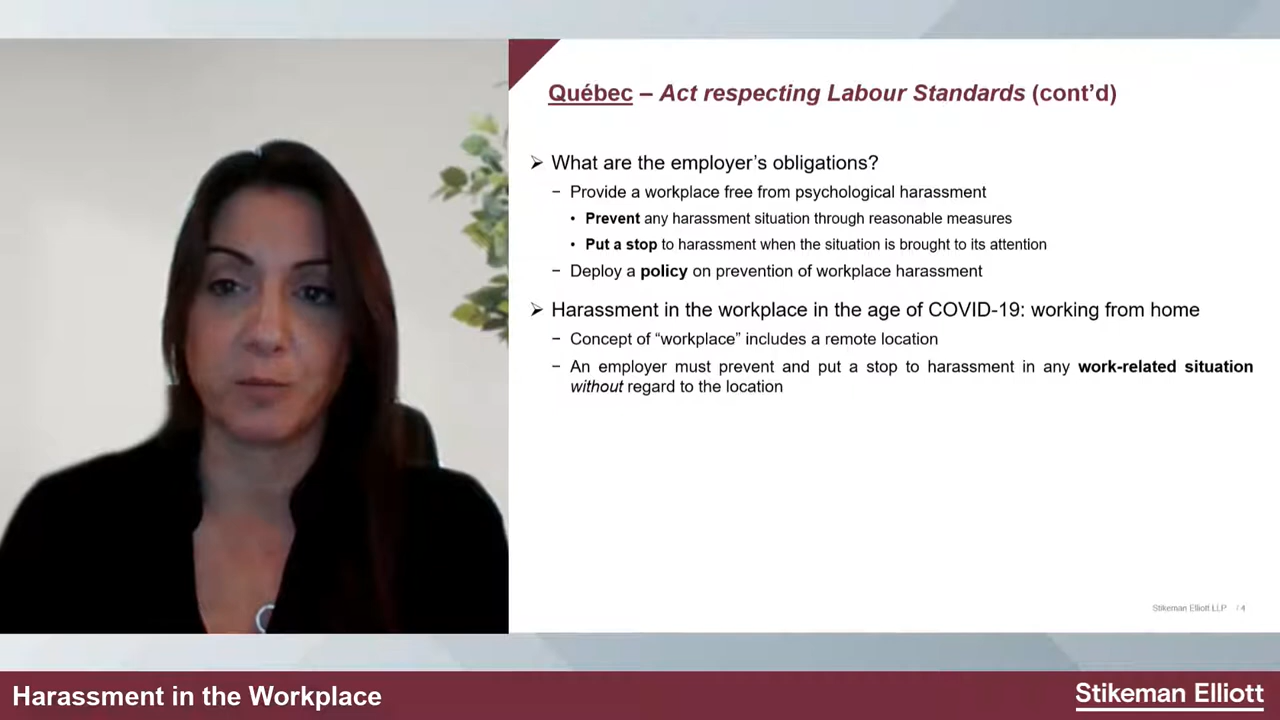 Québec – Act respecting Labour Standards (cont'd)
➢ What are the employer's obligations?
− Provide a workplace free from psychological harassment
• Prevent any harassment situation through reasonable measures
• Put a stop to harassment when the situation is brought to its attention
− Deploy a policy on prevention of workplace harassment
➢ Harassment in the workplace in the age of COVID-19: working from home
− Concept of “workplace” includes a remote location
− An employer must prevent and put a stop to harassment in any work-related situation
without regard to the location
Stikeman Elliott LLP / 4
Harassment in the Workplace
Stikeman Elliott